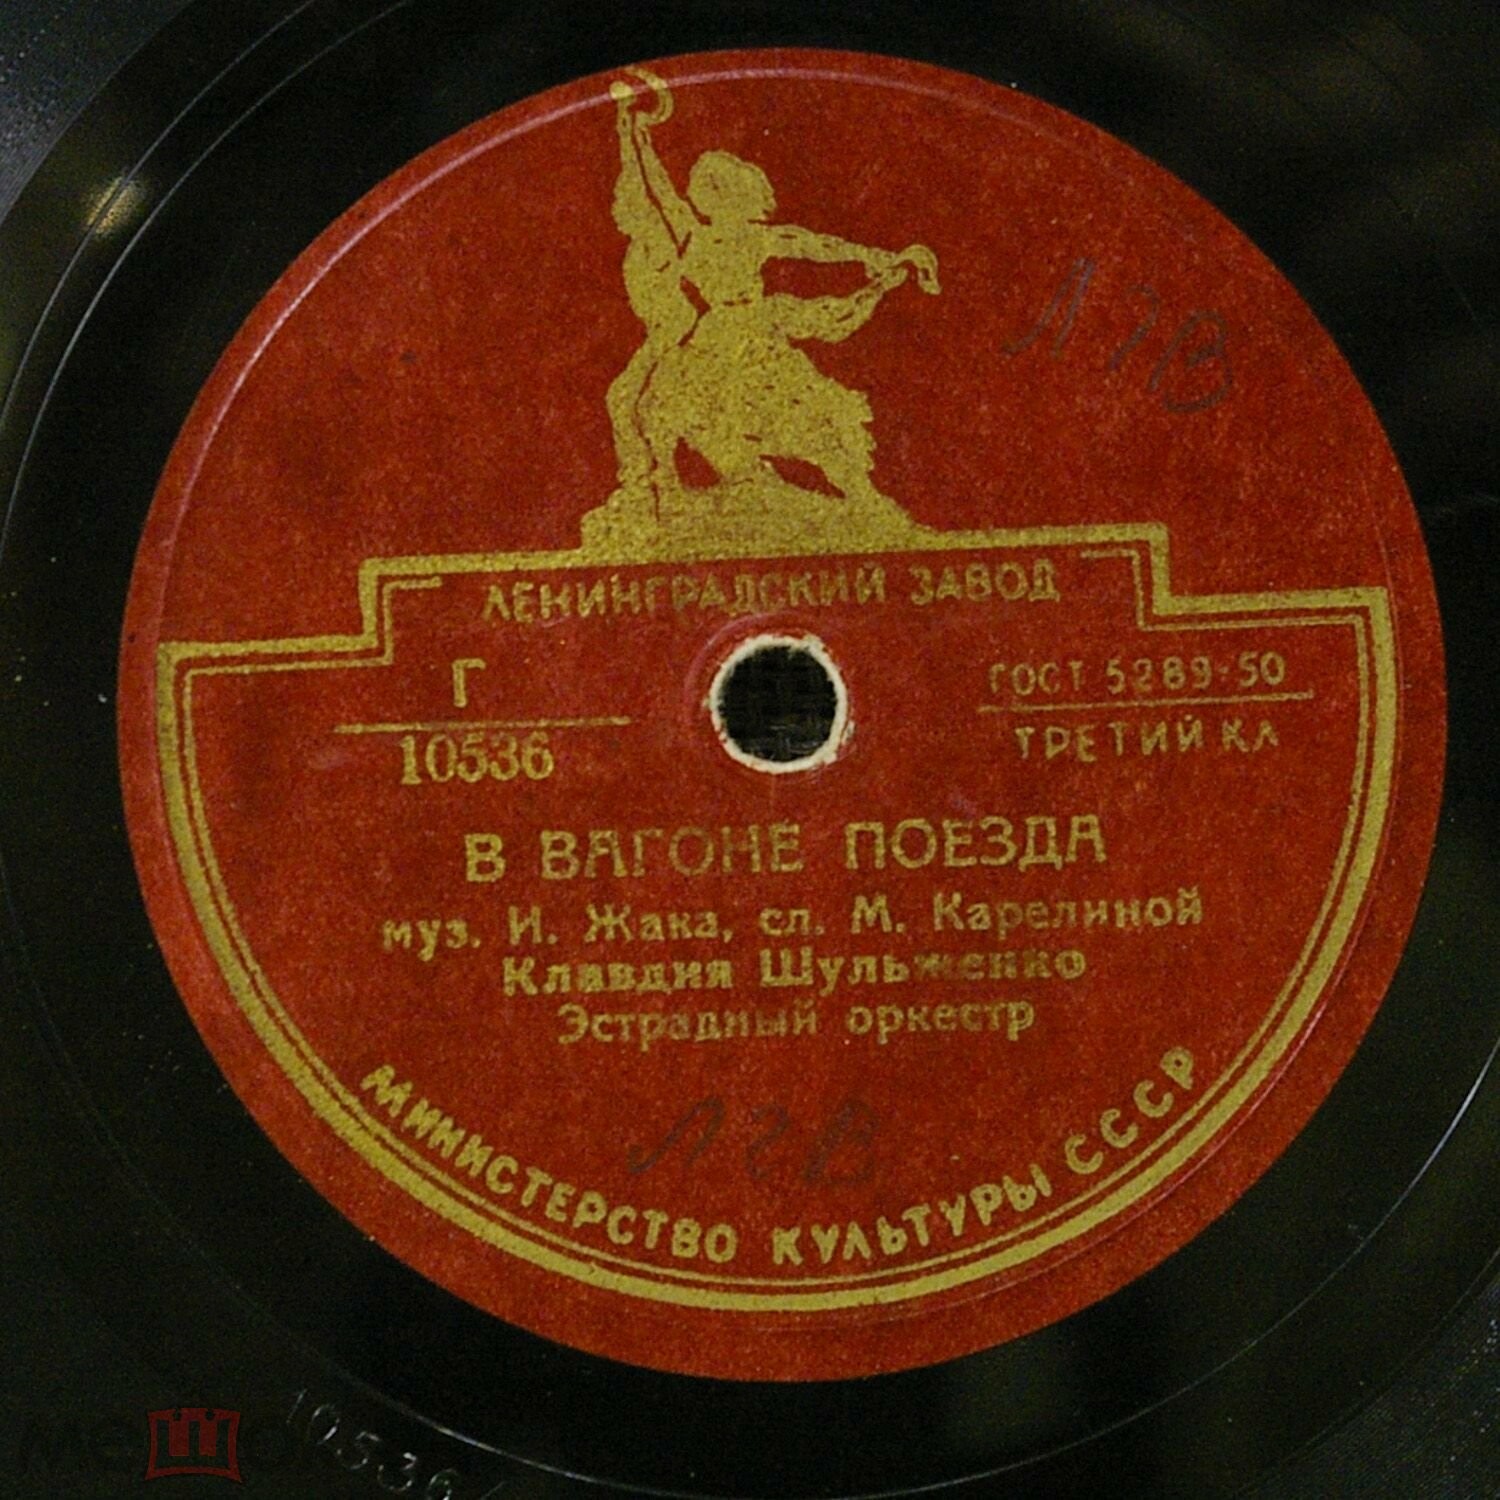 ЛЕНИНГРАДСКИЙ ЗАВОД
Г
10536
ГОСТ 5289-50
ТРЕТИЙ КЛ
В ВАГОНЕ ПОЕЗДА
муз. И. Жака, сл. М. Карелиной
Клавдия Шульженко
Эстрадный оркестр
МИНИСТЕРСТВО КУЛЬТУРЫ СССР
10536